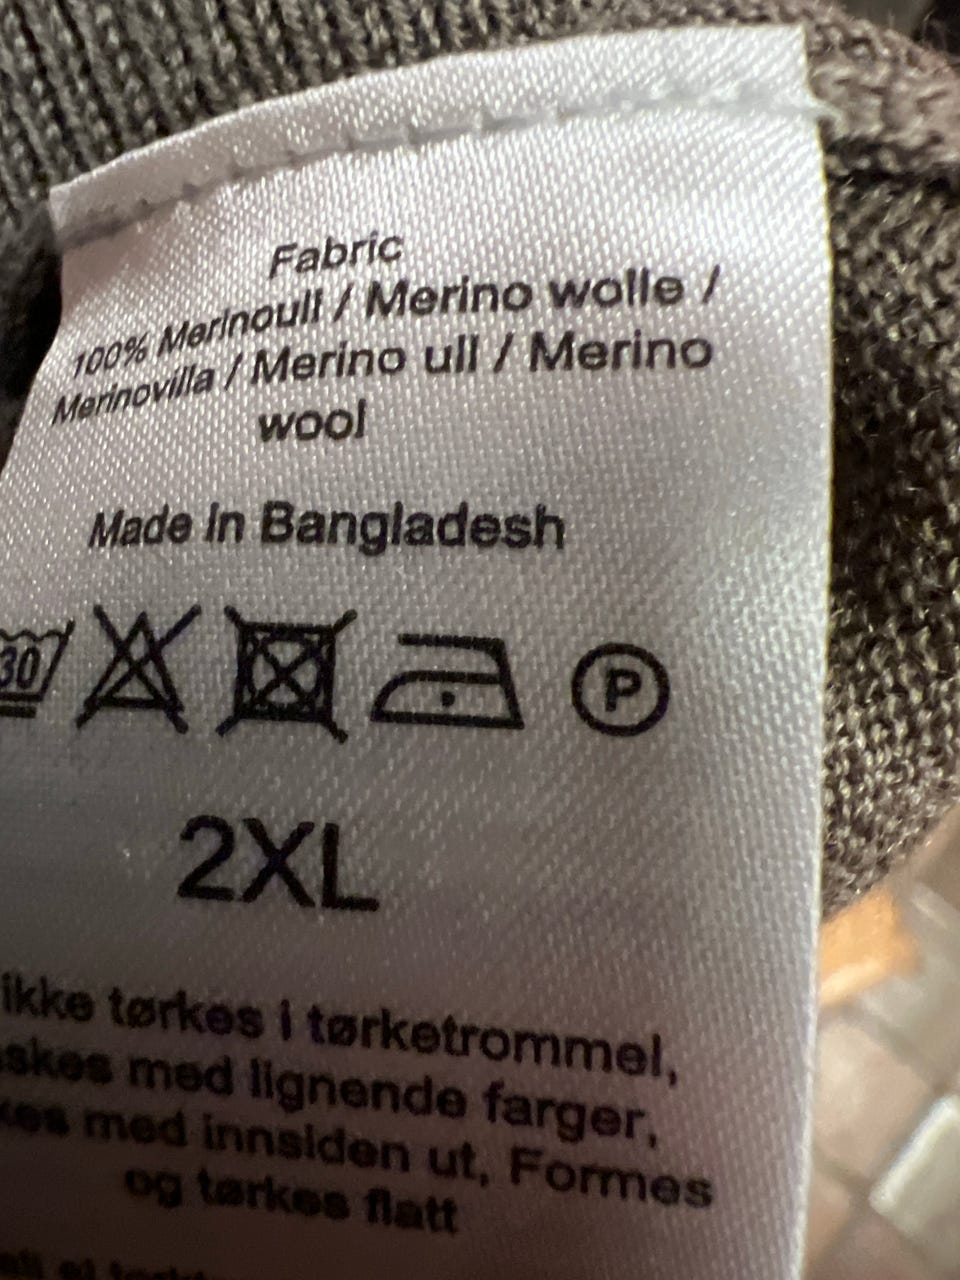 Fabric
100% Merinoull / Merino wolle /
Merinovilla / Merino ull / Merino
wool
Made in Bangladesh
30
P
2XL
ikke tørkes i tørketrommel,
med lignende farger,
med innsiden ut, Formes
og tørkes flatt